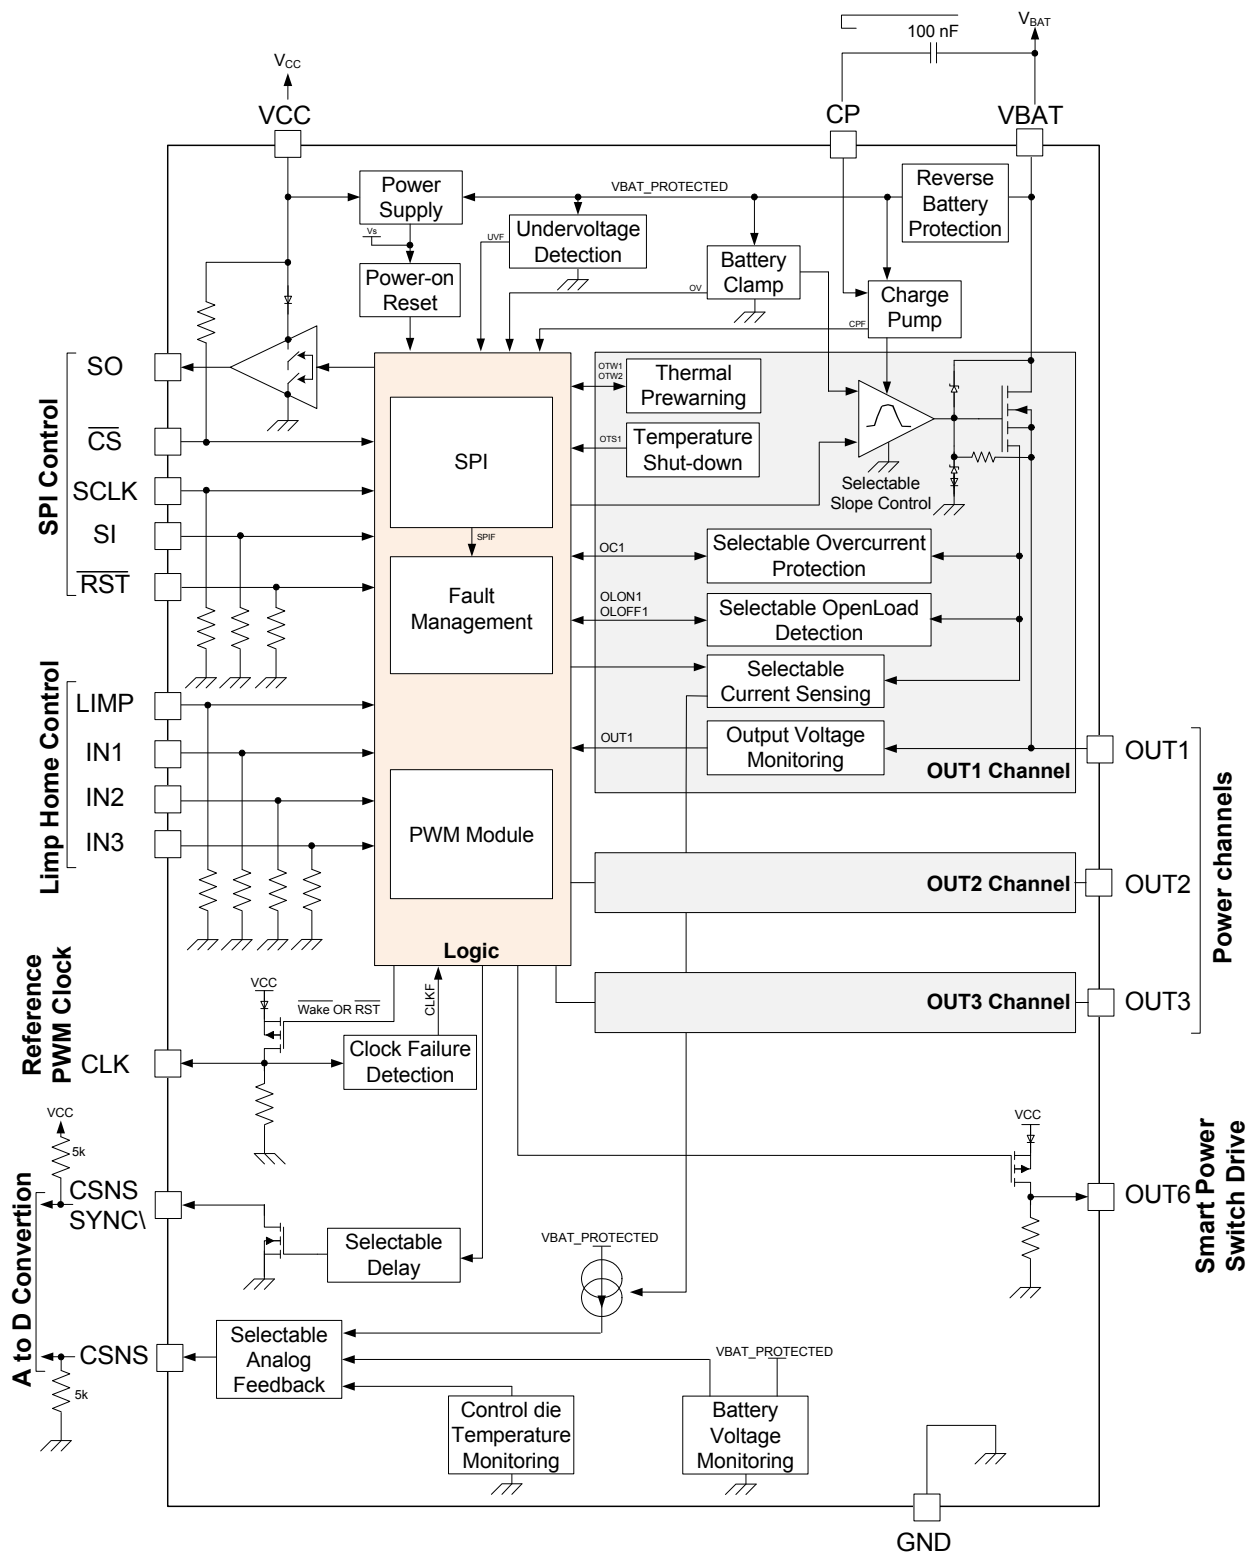 100 nF
VBAT
VCC
VCC
CP
VBAT
Power
Supply
VBAT_PROTECTED
Reverse
Battery
Protection
Vs
UVF
Undervoltage
Detection
Power-on
Reset
OV
Battery
Clamp
CPF
Charge
Pump
SPI Control
SO
CS
SCLK
SI
RST
SPI
SPIF
Fault
Management
PWM Module
Logic
OTW1
OTW2
Thermal
Prewarning
OTS1
Temperature
Shut-down
Selectable
Slope Control
OC1
Selectable Overcurrent
Protection
OLON1
OLOFF1
Selectable OpenLoad
Detection
Selectable
Current Sensing
OUT1
Output Voltage
Monitoring
OUT1 Channel
OUT1
Limp Home Control
LIMP
IN1
IN2
IN3
OUT2 Channel
OUT2
OUT3 Channel
OUT3
Power channels
Reference
PWM Clock
CLK
VCC
Wake OR RST
CLKF
Clock Failure
Detection
VCC
5k
A to D Convertion
CSNS
SYNC\
Selectable
Delay
VBAT_PROTECTED
VCC
OUT6
Smart Power
Switch Drive
CSNS
5k
Selectable
Analog
Feedback
VBAT_PROTECTED
Control die
Temperature
Monitoring
Battery
Voltage
Monitoring
GND